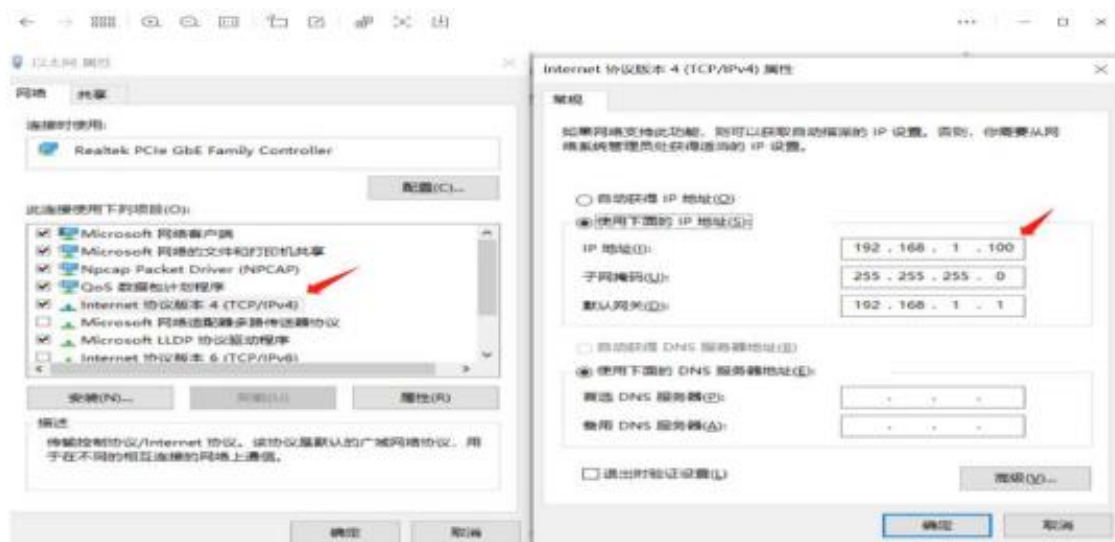 以太网 属性
网络
共享
连接时使用:
Realtek PCIe GbE Family Controller
配置(C)...
此连接使用下列项目(O):
Microsoft 网络客户端
Microsoft 网络的文件和打印机共享
Npcap Packet Driver (NPCAP)
QoS 数据包计划程序
Internet 协议版本 4 (TCP/IPv4)
Microsoft 网络适配器多路传送器协议
Microsoft LLDP 协议驱动程序
Internet 协议版本 6 (TCP/IPv6)
安装(N)...
卸载(U)
属性(R)
描述
传输控制协议/Internet 协议。该协议是默认的广域网络协议，用
于在不同的相互连接的网络上通信。
确定
取消
Internet 协议版本 4 (TCP/IPv4) 属性
常规
如果网络支持此功能，则可以获取自动指派的 IP 设置。否则，你需要从网
络系统管理员处获得适当的 IP 设置。
自动获得 IP 地址(O)
使用下面的 IP 地址(S):
IP 地址(I):
192 . 168 . 1 . 100
子网掩码(U):
255 . 255 . 255 . 0
默认网关(D):
192 . 168 . 1 . 1
自动获得 DNS 服务器地址(B)
使用下面的 DNS 服务器地址(E):
首选 DNS 服务器(P):
备用 DNS 服务器(A):
退出时验证设置(L)
高级(V)...
确定
取消